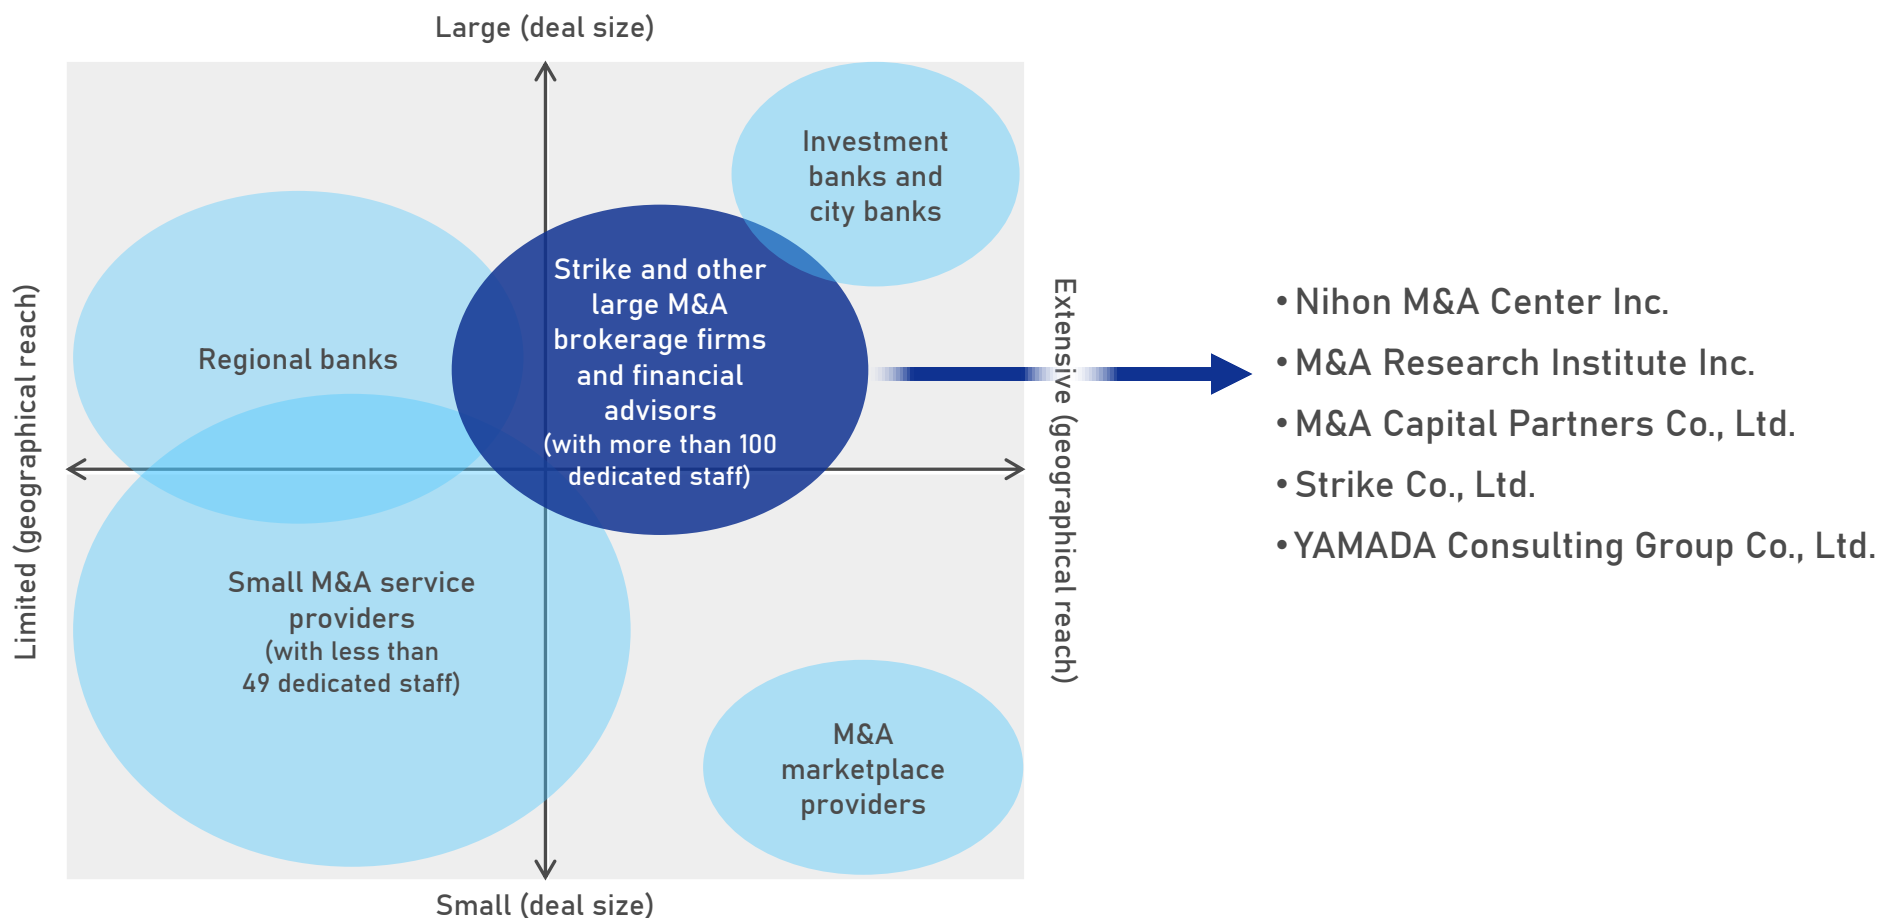 Large (deal size)
Investment
banks and
city banks
Strike and other
large M&A
brokerage firms
and financial
advisors
(with more than 100
dedicated staff)
Regional banks
Limited (geographical reach)
Extensive (geographical reach)
Small M&A service
providers
(with less than
49 dedicated staff)
M&A
marketplace
providers
Small (deal size)
• Nihon M&A Center Inc.
• M&A Research Institute Inc.
• M&A Capital Partners Co., Ltd.
• Strike Co., Ltd.
• YAMADA Consulting Group Co., Ltd.